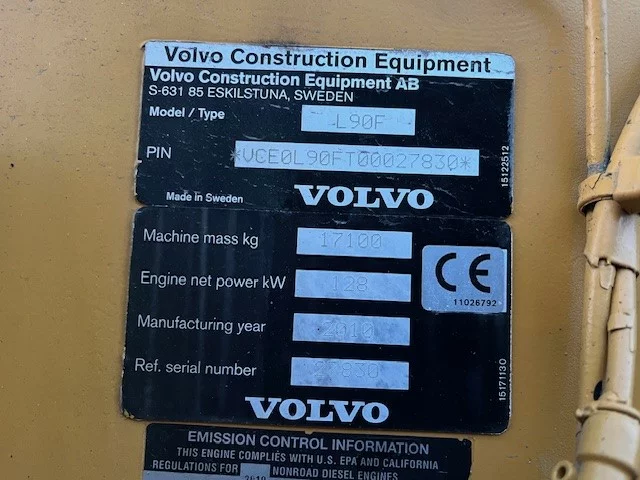 Volvo Construction Equipment
Volvo Construction Equipment AB
S-631 85 ESKILSTUNA, SWEDEN
Model / Type L90F
PIN *VCE0L90FT00027830*
Made in Sweden VOLVO
15122512
Machine mass kg 17100
Engine net power kW 128
CE
11026792
Manufacturing year 2010
Ref. serial number 27830
VOLVO
15171130
EMISSION CONTROL INFORMATION
THIS ENGINE COMPLIES WITH U.S. EPA AND CALIFORNIA
REGULATIONS FOR 2010 NONROAD DIESEL ENGINES